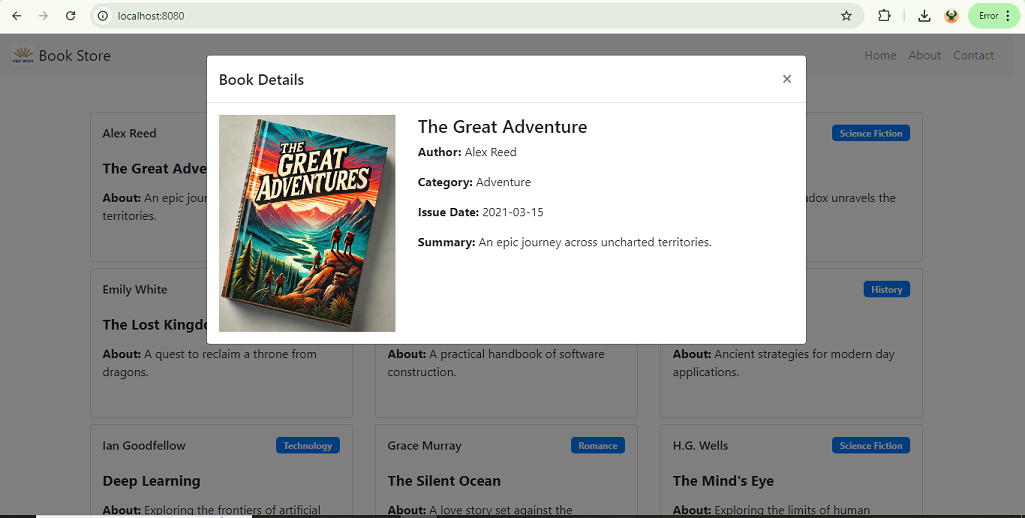 localhost:8080
Error
Book Store
Home About Contact
Book Details
×
THE
GREAT
ADVENTURES
The Great Adventure
Author: Alex Reed
Category: Adventure
Issue Date: 2021-03-15
Summary: An epic journey across uncharted territories.
Alex Reed
The Great Adve
About: An epic jour
territories.
Science Fiction
dox unravels the
Emily White
The Lost Kingdo
About: A quest to reclaim a throne from
dragons.
About: A practical handbook of software
construction.
History
About: Ancient strategies for modern day
applications.
Ian Goodfellow Technology
Deep Learning
About: Exploring the frontiers of artificial
Grace Murray Romance
The Silent Ocean
About: A love story set against the
H.G. Wells Science Fiction
The Mind's Eye
About: Exploring the limits of human